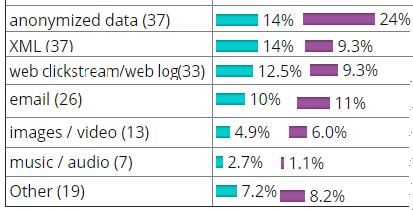 anonymized data (37) 14% 24%
XML (37) 14% 9.3%
web clickstream/web log(33) 12.5% 9.3%
email (26) 10% 11%
images / video (13) 4.9% 6.0%
music / audio (7) 2.7% 1.1%
Other (19) 7.2% 8.2%